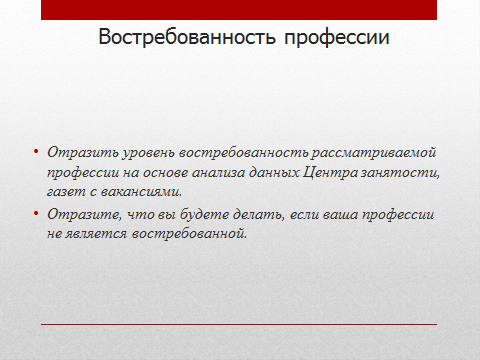 Востребованность профессии
• Отразить уровень востребованность рассматриваемой
профессии на основе анализа данных Центра занятости,
газет с вакансиями.
• Отразите, что вы будете делать, если ваша профессии
не является востребованной.